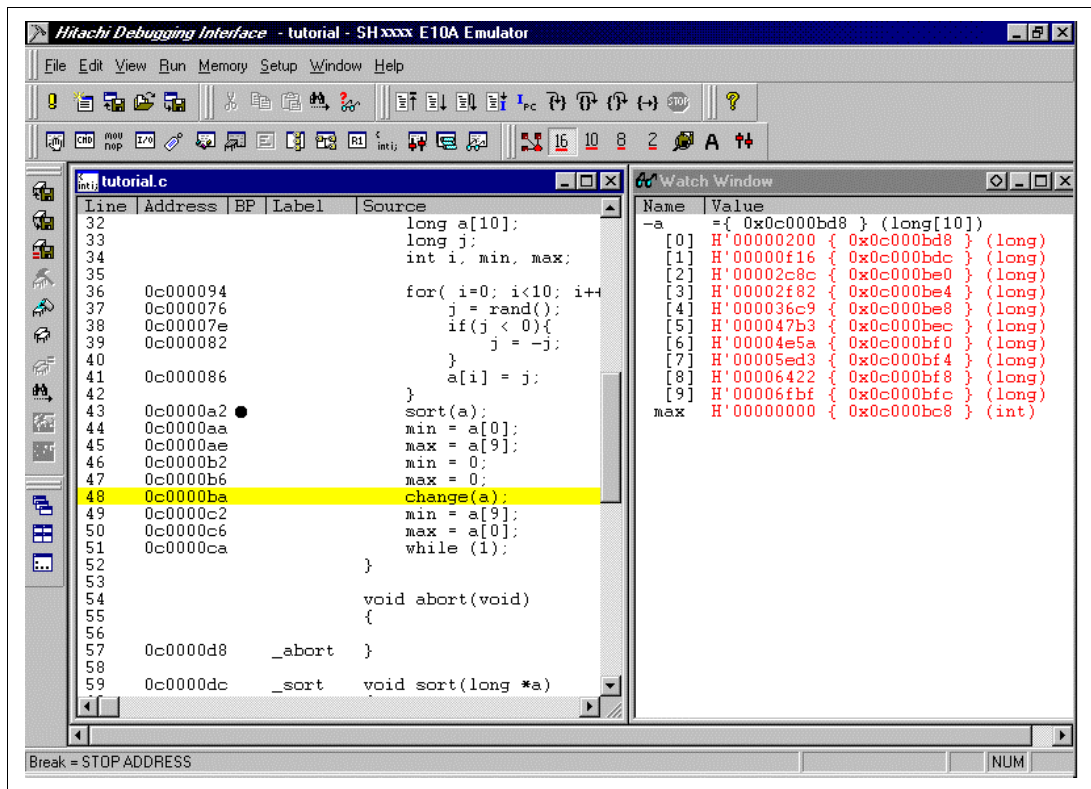 Hitachi Debugging Interface - tutorial - SHxxxx E10A Emulator
File Edit View Run Memory Setup Window Help
PC STOP
CMD mov nop I/O R1 inti; 16 10 8 2 A
tutorial.c
Line Address BP Label Source
32 long a[10];
33 long j;
34 int i, min, max;
35
36 0c000094 for( i=0; i<10; i++
37 0c000076 j = rand();
38 0c00007e if(j < 0){
39 0c000082 j = -j;
40 }
41 0c000086 a[i] = j;
42 }
43 0c0000a2 ● sort(a);
44 0c0000aa min = a[0];
45 0c0000ae max = a[9];
46 0c0000b2 min = 0;
47 0c0000b6 max = 0;
48 0c0000ba change(a);
49 0c0000c2 min = a[9];
50 0c0000c6 max = a[0];
51 0c0000ca while (1);
52 }
53
54 void abort(void)
55 {
56
57 0c0000d8 _abort }
58
59 0c0000dc _sort void sort(long *a)
Watch Window
Name Value
-a ={ 0x0c000bd8 } (long[10])
[0] H'00000200 { 0x0c000bd8 } (long)
[1] H'00000f16 { 0x0c000bdc } (long)
[2] H'00002c8c { 0x0c000be0 } (long)
[3] H'00002f82 { 0x0c000be4 } (long)
[4] H'000036c9 { 0x0c000be8 } (long)
[5] H'000047b3 { 0x0c000bec } (long)
[6] H'00004e5a { 0x0c000bf0 } (long)
[7] H'00005ed3 { 0x0c000bf4 } (long)
[8] H'00006422 { 0x0c000bf8 } (long)
[9] H'00006fbf { 0x0c000bfc } (long)
max H'00000000 { 0x0c000bc8 } (int)
Break = STOP ADDRESS
NUM